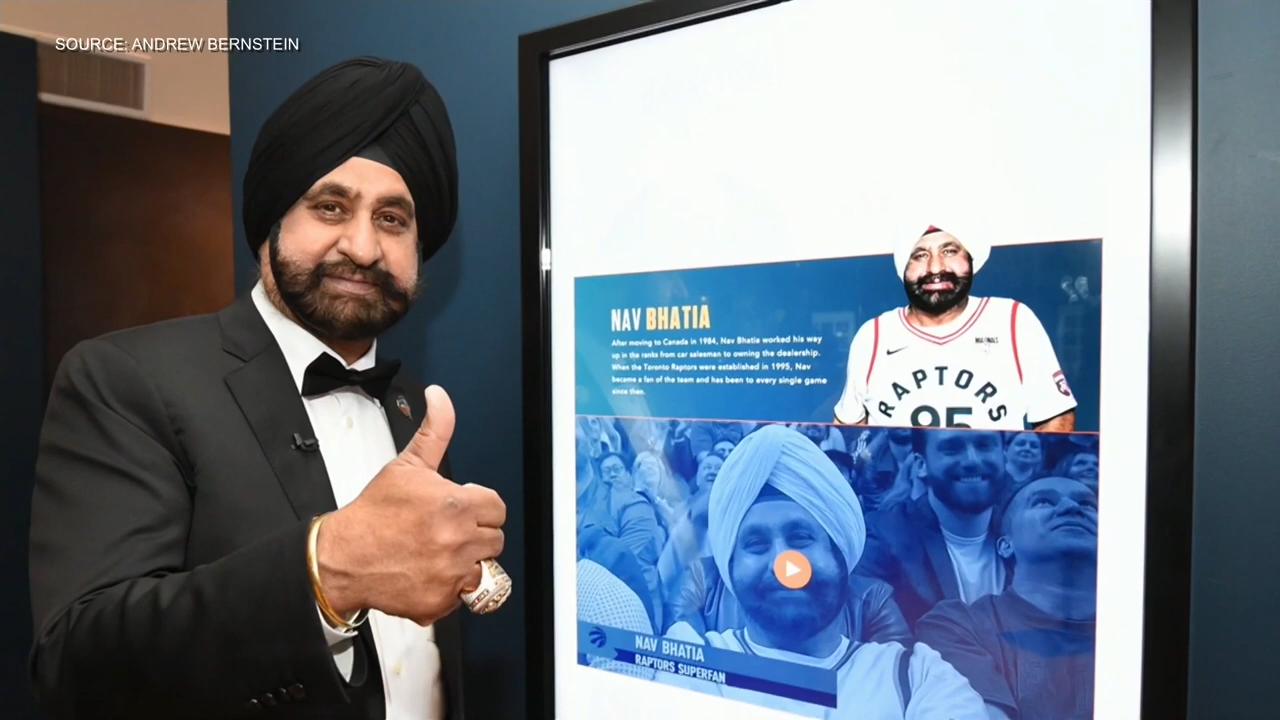 SOURCE: ANDREW BERNSTEIN
NAV BHATIA
After moving to Canada in 1984, Nav Bhatia worked his way
up in the ranks from car salesman to owning the dealership.
When the Toronto Raptors were established in 1995, Nav
became a fan of the team and has been to every single game
since then.
RAPTORS
95
NAV BHATIA
RAPTORS SUPERFAN